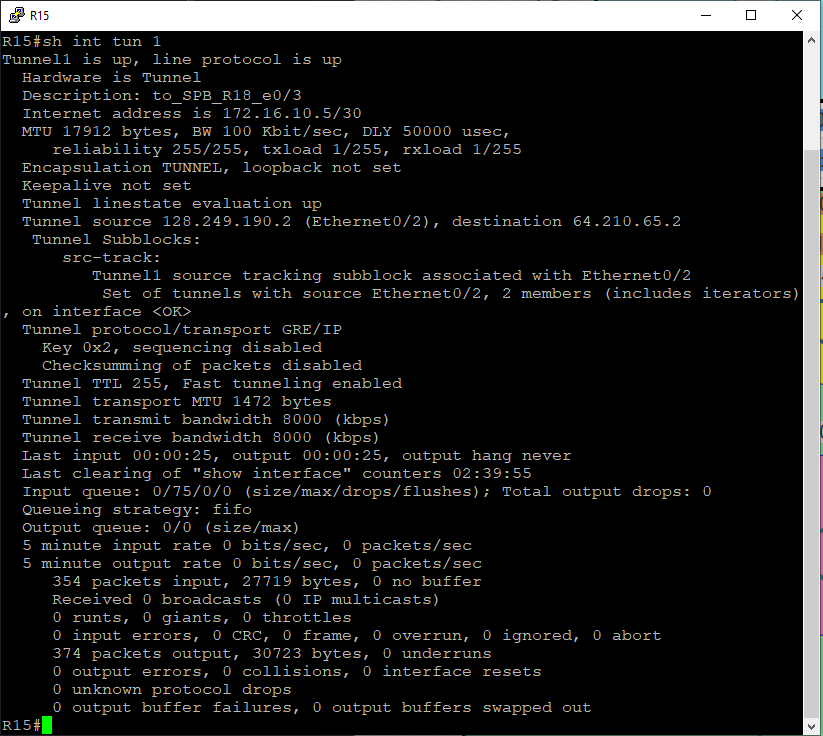 R15
R15#sh int tun 1
Tunnel1 is up, line protocol is up
  Hardware is Tunnel
  Description: to_SPB_R18_e0/3
  Internet address is 172.16.10.5/30
  MTU 17912 bytes, BW 100 Kbit/sec, DLY 50000 usec,
     reliability 255/255, txload 1/255, rxload 1/255
  Encapsulation TUNNEL, loopback not set
  Keepalive not set
  Tunnel linestate evaluation up
  Tunnel source 128.249.190.2 (Ethernet0/2), destination 64.210.65.2
   Tunnel Subblocks:
      src-track:
         Tunnel1 source tracking subblock associated with Ethernet0/2
          Set of tunnels with source Ethernet0/2, 2 members (includes iterators)
, on interface <OK>
  Tunnel protocol/transport GRE/IP
    Key 0x2, sequencing disabled
    Checksumming of packets disabled
  Tunnel TTL 255, Fast tunneling enabled
  Tunnel transport MTU 1472 bytes
  Tunnel transmit bandwidth 8000 (kbps)
  Tunnel receive bandwidth 8000 (kbps)
  Last input 00:00:25, output 00:00:25, output hang never
  Last clearing of "show interface" counters 02:39:55
  Input queue: 0/75/0/0 (size/max/drops/flushes); Total output drops: 0
  Queueing strategy: fifo
  Output queue: 0/0 (size/max)
  5 minute input rate 0 bits/sec, 0 packets/sec
  5 minute output rate 0 bits/sec, 0 packets/sec
     354 packets input, 27719 bytes, 0 no buffer
     Received 0 broadcasts (0 IP multicasts)
     0 runts, 0 giants, 0 throttles
     0 input errors, 0 CRC, 0 frame, 0 overrun, 0 ignored, 0 abort
     374 packets output, 30723 bytes, 0 underruns
     0 output errors, 0 collisions, 0 interface resets
     0 unknown protocol drops
     0 output buffer failures, 0 output buffers swapped out
R15#